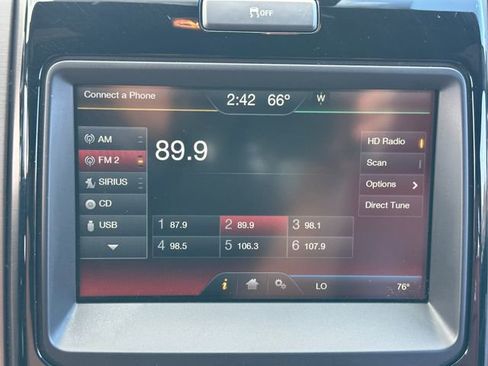 OFF
Connect a Phone 2:42 66° W
AM
FM 2
SIRIUS
CD
USB
89.9
HD Radio
Scan
Options
Direct Tune
1 87.9 2 89.9 3 98.1
4 98.5 5 106.3 6 107.9
i LO 76°